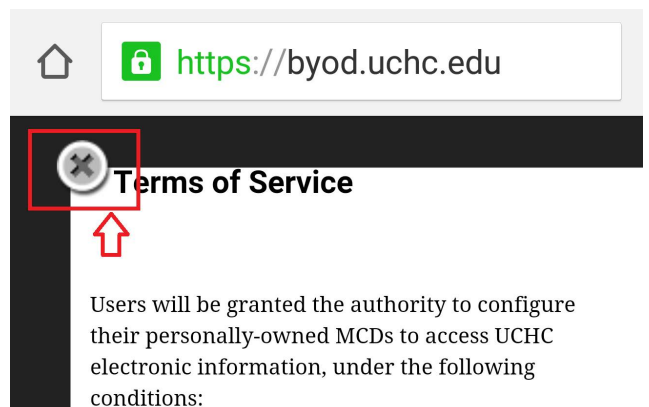 https://byod.uchc.edu
Terms of Service
Users will be granted the authority to configure
their personally-owned MCDs to access UCHC
electronic information, under the following
conditions: